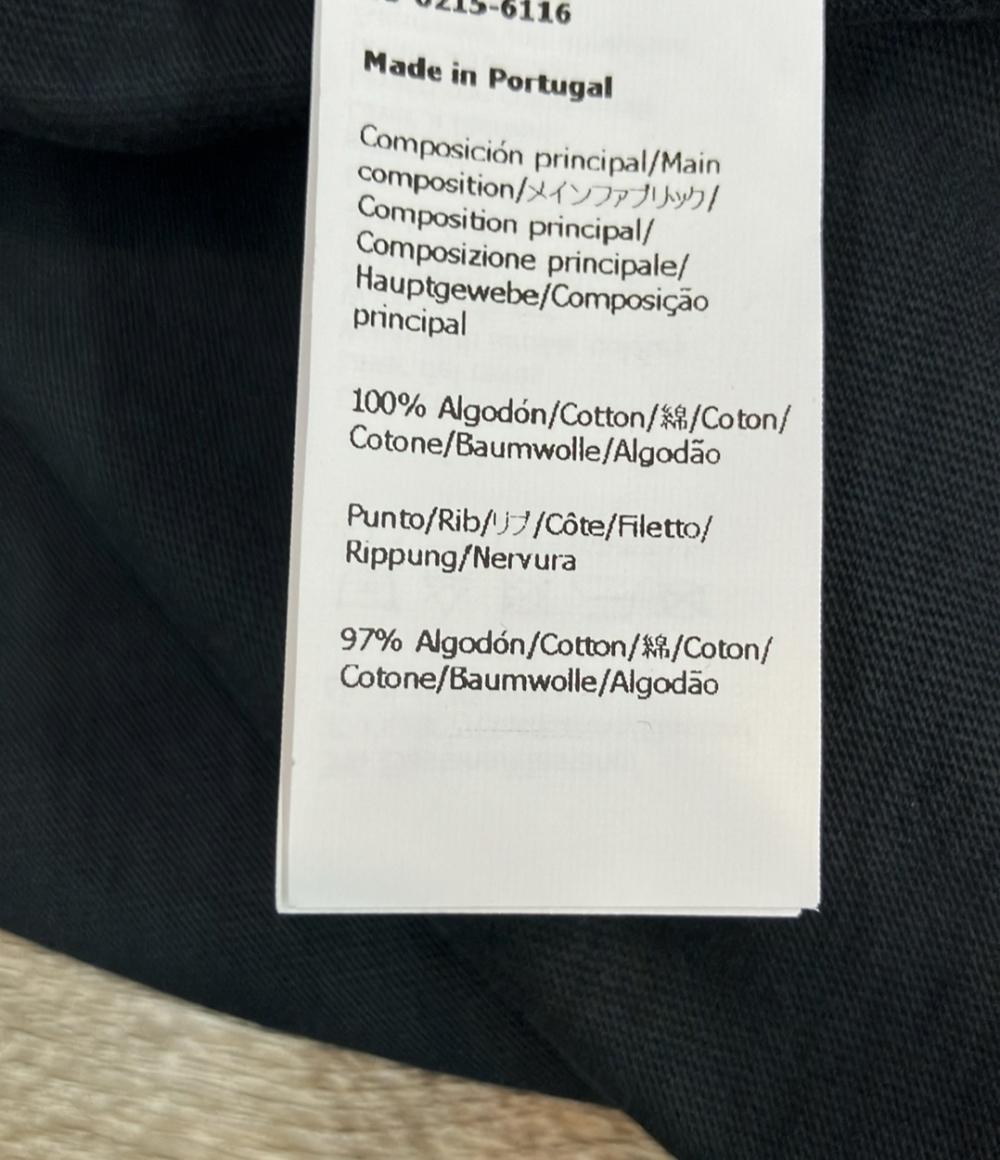 0215-6116
Made in Portugal
Composición principal/Main
composition/メインファブリック/
Composition principal/
Composizione principale/
Hauptgewebe/Composição
principal
100% Algodón/Cotton/綿/Coton/
Cotone/Baumwolle/Algodão
Punto/Rib/リブ/Côte/Filetto/
Rippung/Nervura
97% Algodón/Cotton/綿/Coton/
Cotone/Baumwolle/Algodão